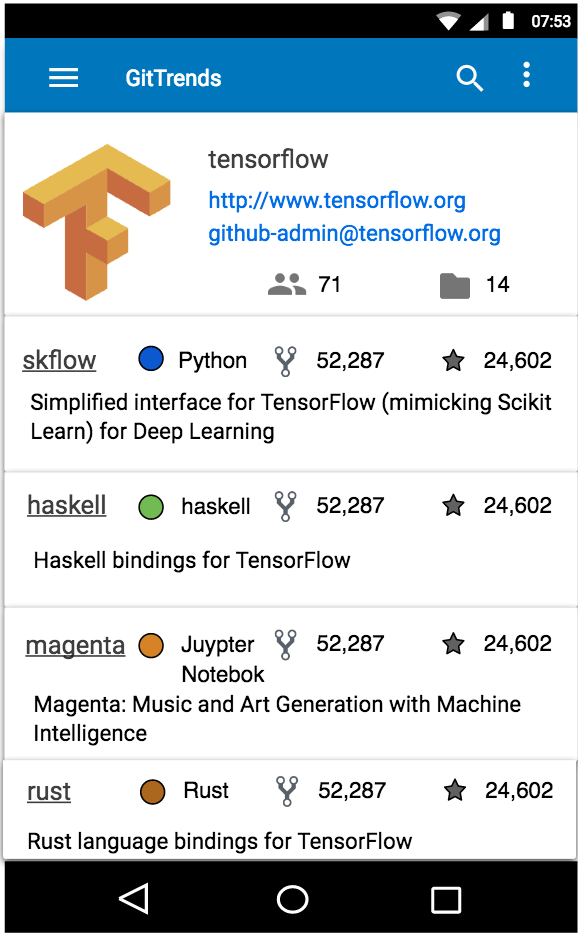 07:53
GitTrends
tensorflow
http://www.tensorflow.org
github-admin@tensorflow.org
71 14
skflow Python 52,287 24,602
Simplified interface for TensorFlow (mimicking Scikit
Learn) for Deep Learning
haskell haskell 52,287 24,602
Haskell bindings for TensorFlow
magenta Juypter 52,287 24,602
Notebok
Magenta: Music and Art Generation with Machine
Intelligence
rust Rust 52,287 24,602
Rust language bindings for TensorFlow